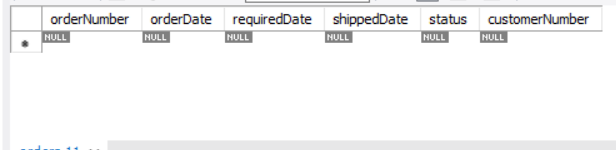 orderNumber orderDate requiredDate shippedDate status customerNumber
NULL NULL NULL NULL NULL NULL